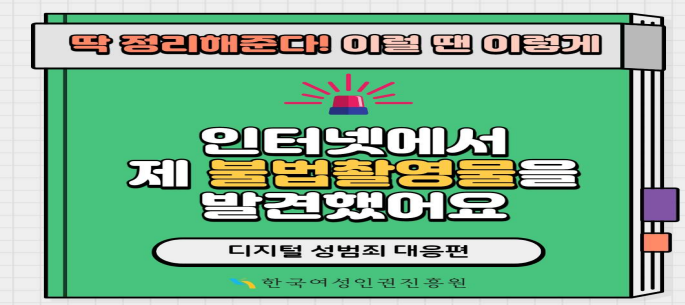 딱 정리해준다! 이럴 땐 이렇게
인터넷에서
제 불법촬영물을
발견했어요
디지털 성범죄 대응편
한국여성인권진흥원